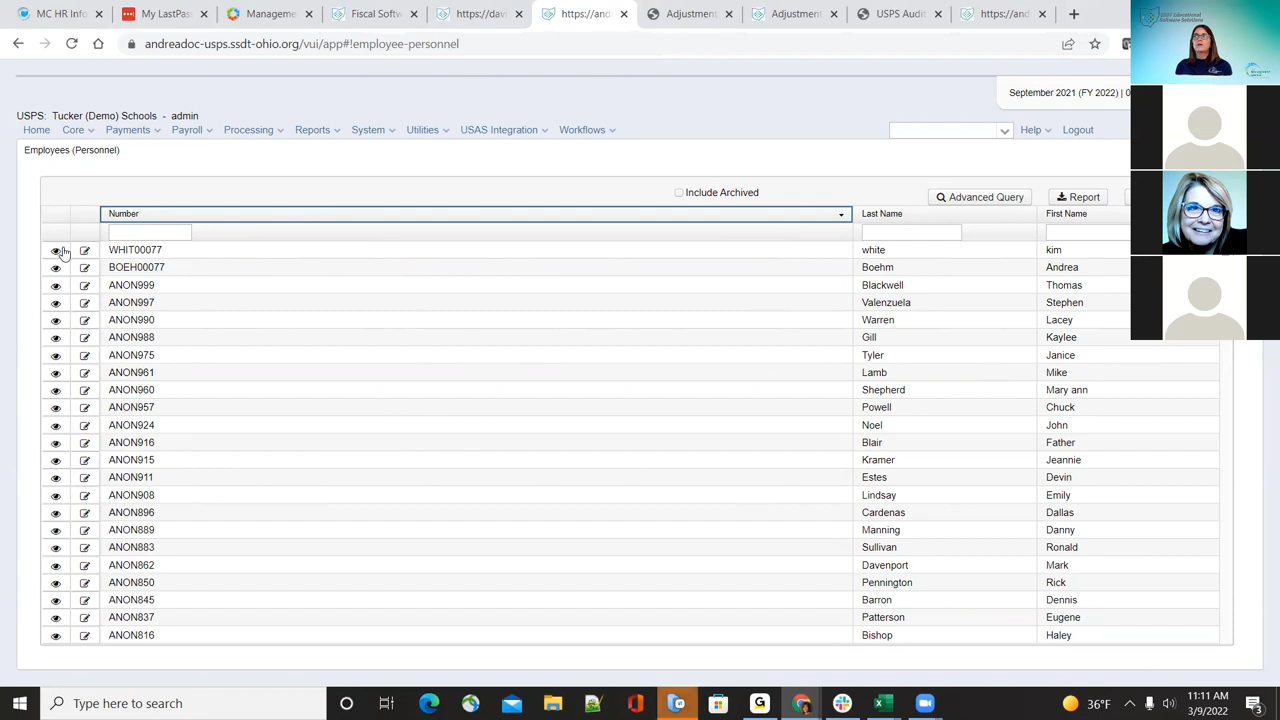 MC HR Info
My LastPass
Manageme
Fiscal Softw
https://and
Adjustment
Adjustment
USPS
https://and
andreadoc-usps.ssdt-ohio.org/vui/app#!employee-personnel
SSDT Educational Software Solutions
September 2021 (FY 2022) | 0
USPS: Tucker (Demo) Schools - admin
Home Core Payments Payroll Processing Reports System Utilities USAS Integration Workflows Help Logout
Employees (Personnel)
Include Archived
Advanced Query Report
Number Last Name First Name
WHIT00077 white kim
BOEH00077 Boehm Andrea
ANON999 Blackwell Thomas
ANON997 Valenzuela Stephen
ANON990 Warren Lacey
ANON988 Gill Kaylee
ANON975 Tyler Janice
ANON961 Lamb Mike
ANON960 Shepherd Mary ann
ANON957 Powell Chuck
ANON924 Noel John
ANON916 Blair Father
ANON915 Kramer Jeannie
ANON911 Estes Devin
ANON908 Lindsay Emily
ANON896 Cardenas Dallas
ANON889 Manning Danny
ANON883 Sullivan Ronald
ANON862 Davenport Mark
ANON850 Pennington Rick
ANON845 Barron Dennis
ANON837 Patterson Eugene
ANON816 Bishop Haley
Type here to search
36°F
11:11 AM
3/9/2022
3